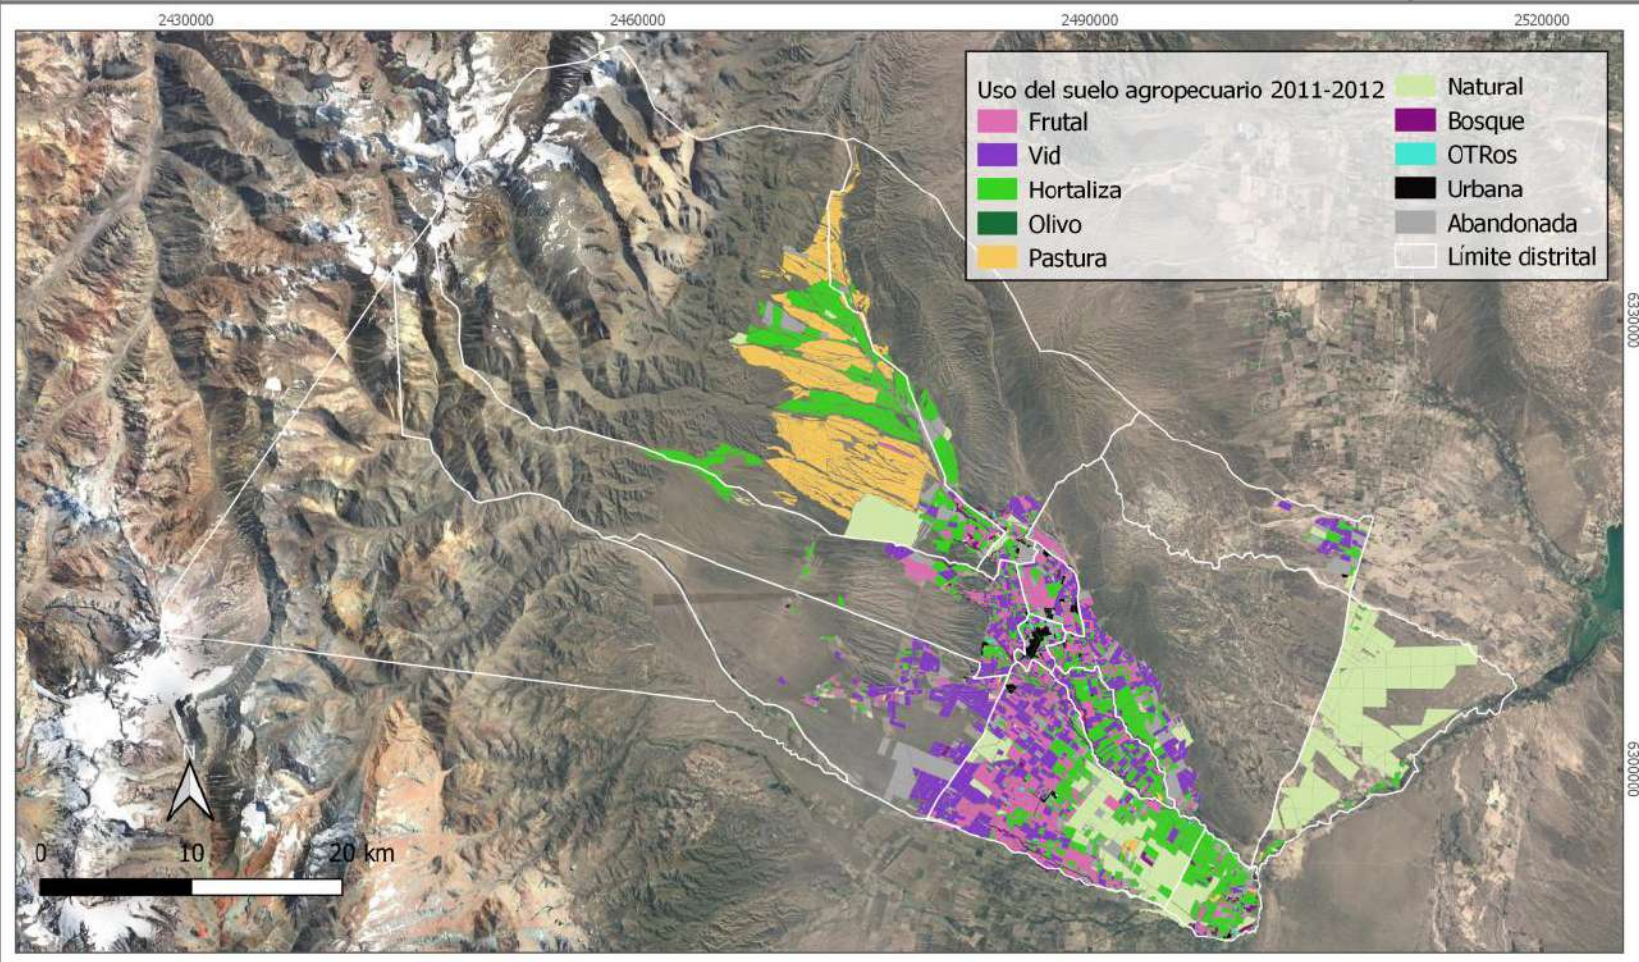 2430000 2460000 2490000 2520000
Uso del suelo agropecuario 2011-2012
Frutal
Vid
Hortaliza
Olivo
Pastura
Natural
Bosque
OTRos
Urbana
Abandonada
Límite distrital
6330000
6300000
N
0 10 20 km